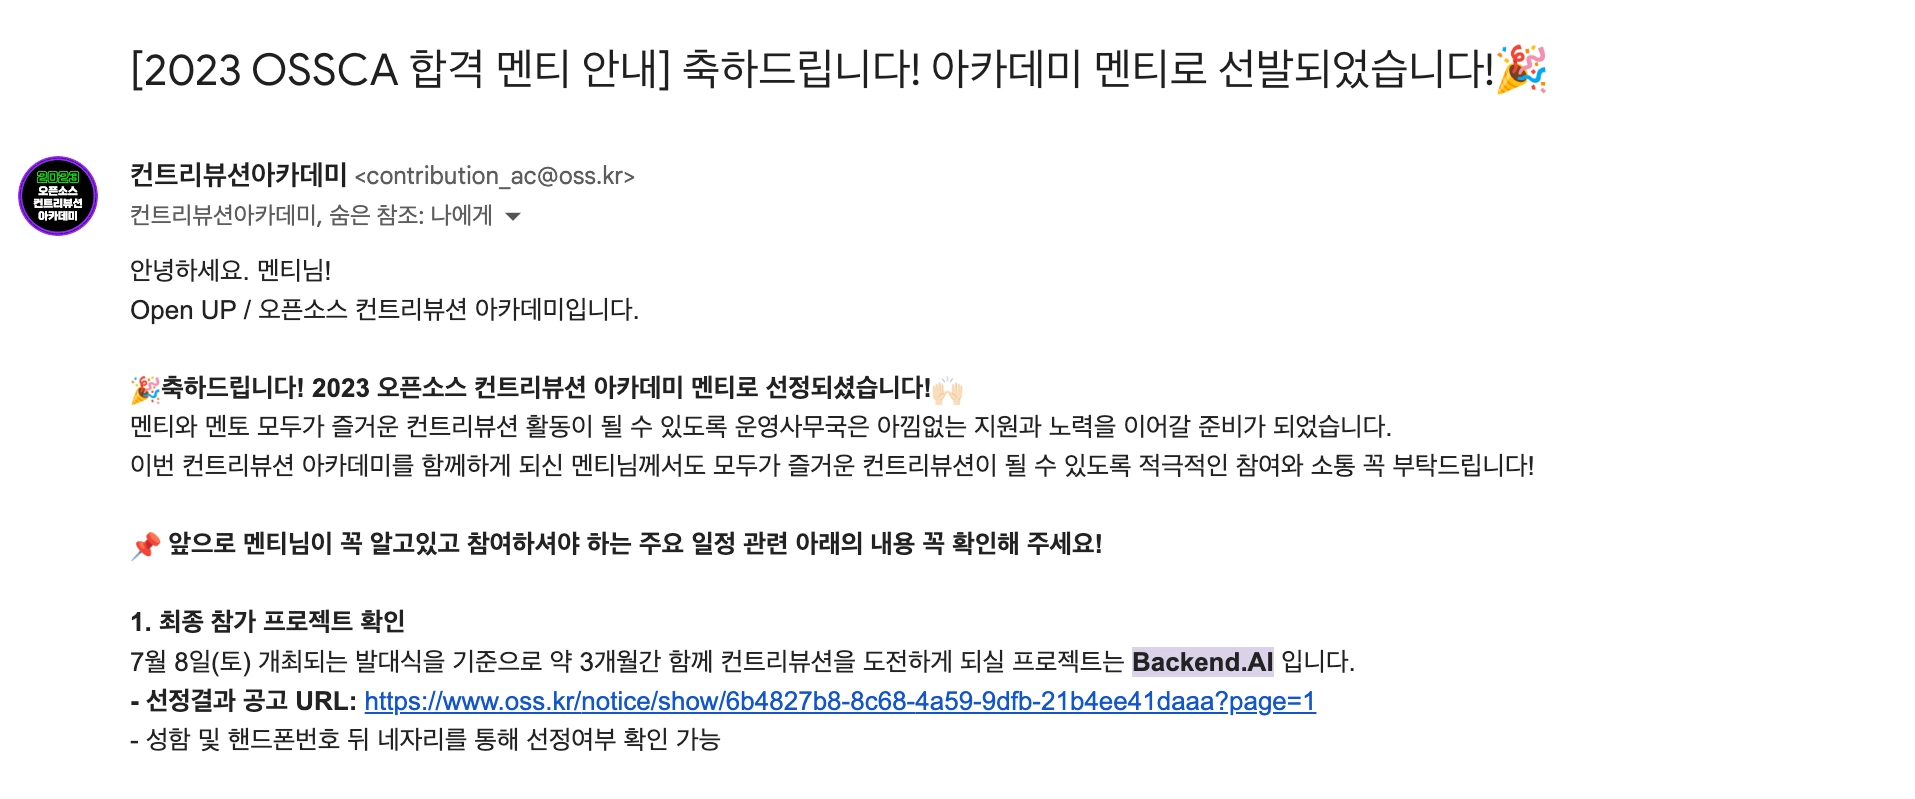 [2023 OSSCA 합격 멘티 안내] 축하드립니다! 아카데미 멘티로 선발되었습니다!🎉
2023
오픈소스
컨트리뷰션
아카데미
컨트리뷰션아카데미 <contribution_ac@oss.kr>
컨트리뷰션아카데미, 숨은 참조: 나에게
안녕하세요. 멘티님!
Open UP / 오픈소스 컨트리뷰션 아카데미입니다.
🎉축하드립니다! 2023 오픈소스 컨트리뷰션 아카데미 멘티로 선정되셨습니다!🙌🏻
멘티와 멘토 모두가 즐거운 컨트리뷰션 활동이 될 수 있도록 운영사무국은 아낌없는 지원과 노력을 이어갈 준비가 되었습니다.
이번 컨트리뷰션 아카데미를 함께하게 되신 멘티님께서도 모두가 즐거운 컨트리뷰션이 될 수 있도록 적극적인 참여와 소통 꼭 부탁드립니다!
📌 앞으로 멘티님이 꼭 알고있고 참여하셔야 하는 주요 일정 관련 아래의 내용 꼭 확인해 주세요!
1. 최종 참가 프로젝트 확인
7월 8일(토) 개최되는 발대식을 기준으로 약 3개월간 함께 컨트리뷰션을 도전하게 되실 프로젝트는 Backend.AI 입니다.
- 선정결과 공고 URL: https://www.oss.kr/notice/show/6b4827b8-8c68-4a59-9dfb-21b4ee41daaa?page=1
- 성함 및 핸드폰번호 뒤 네자리를 통해 선정여부 확인 가능